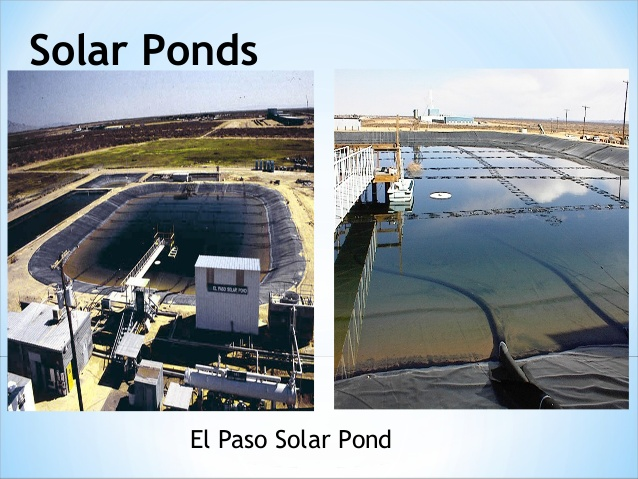 Solar Ponds
EL PASO SOLAR POND
El Paso Solar Pond